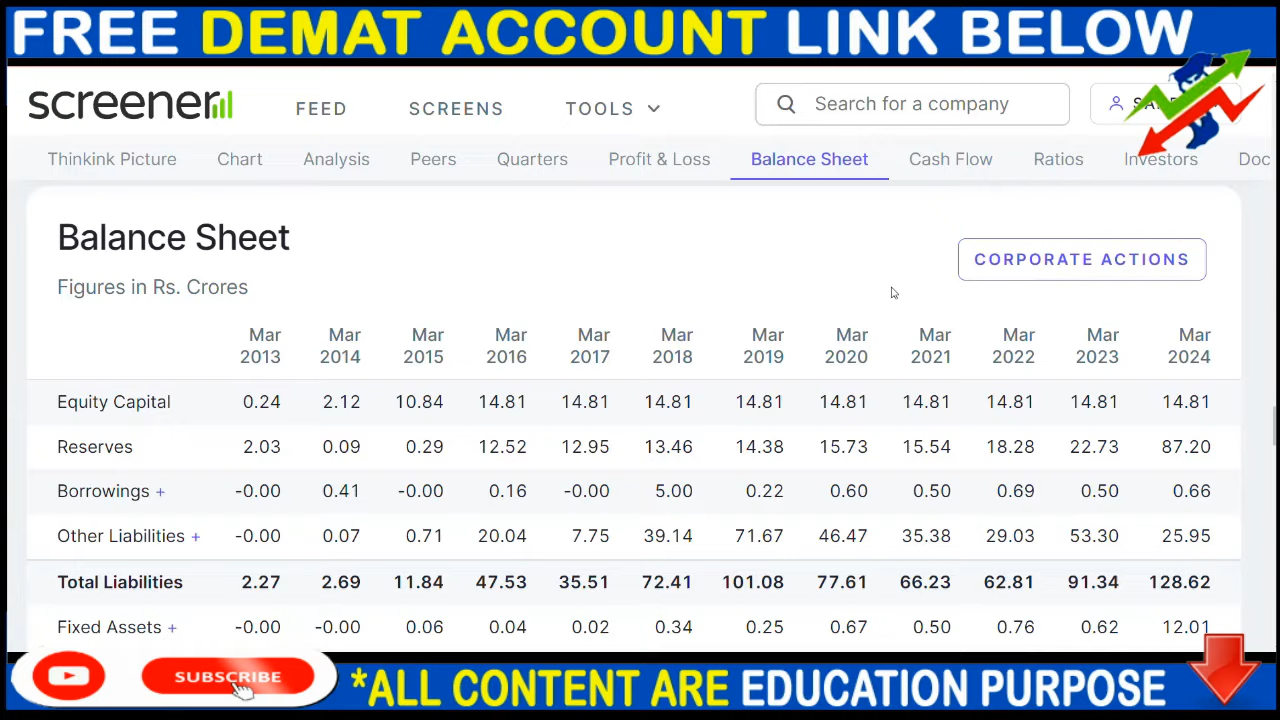 FREE DEMAT ACCOUNT LINK BELOW
screener FEED SCREENS TOOLS Search for a company
Thinkink Picture Chart Analysis Peers Quarters Profit & Loss Balance Sheet Cash Flow Ratios Investors Doc
Balance Sheet
CORPORATE ACTIONS
Figures in Rs. Crores
Mar 2013 Mar 2014 Mar 2015 Mar 2016 Mar 2017 Mar 2018 Mar 2019 Mar 2020 Mar 2021 Mar 2022 Mar 2023 Mar 2024
Equity Capital 0.24 2.12 10.84 14.81 14.81 14.81 14.81 14.81 14.81 14.81 14.81 14.81
Reserves 2.03 0.09 0.29 12.52 12.95 13.46 14.38 15.73 15.54 18.28 22.73 87.20
Borrowings + -0.00 0.41 -0.00 0.16 -0.00 5.00 0.22 0.60 0.50 0.69 0.50 0.66
Other Liabilities + -0.00 0.07 0.71 20.04 7.75 39.14 71.67 46.47 35.38 29.03 53.30 25.95
Total Liabilities 2.27 2.69 11.84 47.53 35.51 72.41 101.08 77.61 66.23 62.81 91.34 128.62
Fixed Assets + -0.00 -0.00 0.06 0.04 0.02 0.34 0.25 0.67 0.50 0.76 0.62 12.01
SUBSCRIBE
*ALL CONTENT ARE EDUCATION PURPOSE